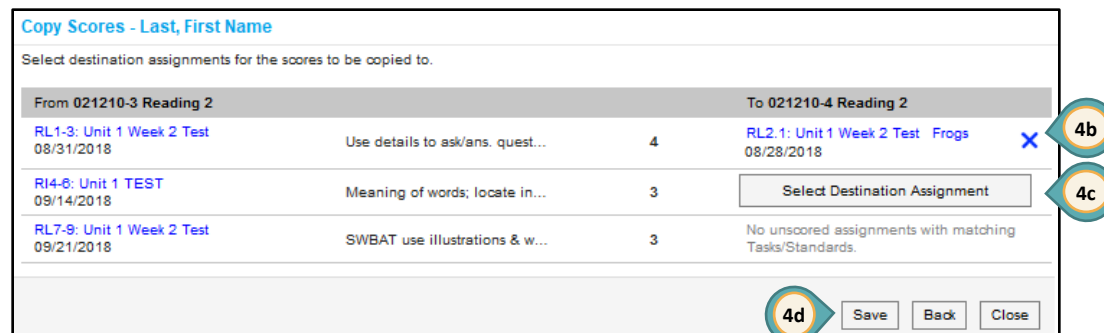 Copy Scores - Last, First Name
Select destination assignments for the scores to be copied to.
From 021210-3 Reading 2 To 021210-4 Reading 2
RL1-3: Unit 1 Week 2 Test
08/31/2018
Use details to ask/ans. quest...
4
RL2.1: Unit 1 Week 2 Test Frogs
08/28/2018
4b
RI4-6: Unit 1 TEST
09/14/2018
Meaning of words; locate in...
3
Select Destination Assignment
4c
RL7-9: Unit 1 Week 2 Test
09/21/2018
SWBAT use illustrations & w...
3
No unscored assignments with matching
Tasks/Standards.
4d
Save Back Close